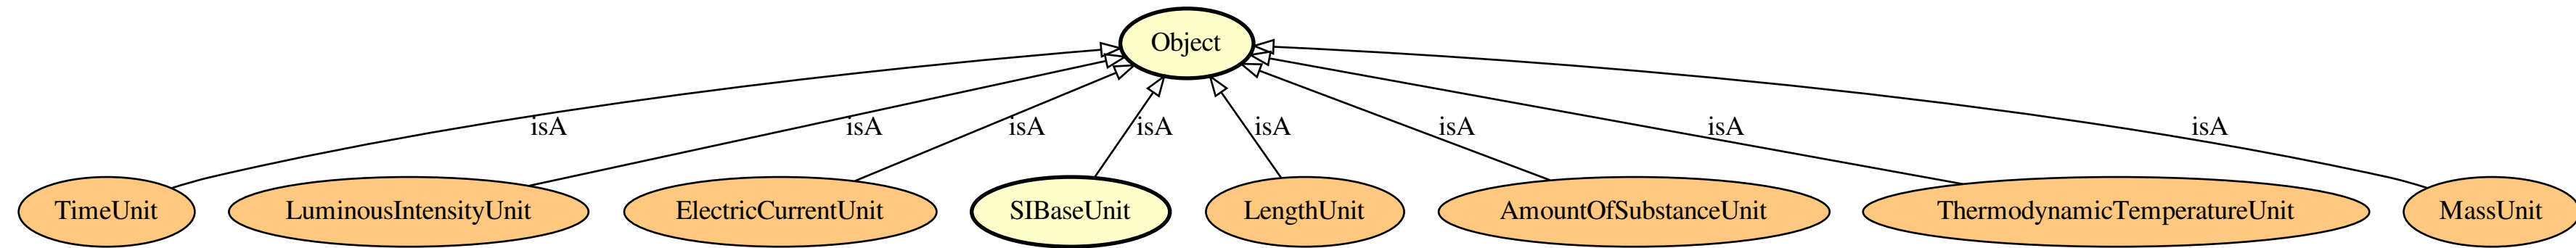 Object
isA isA isA isA isA isA isA isA
TimeUnit LuminousIntensityUnit ElectricCurrentUnit SIBaseUnit LengthUnit AmountOfSubstanceUnit ThermodynamicTemperatureUnit MassUnit